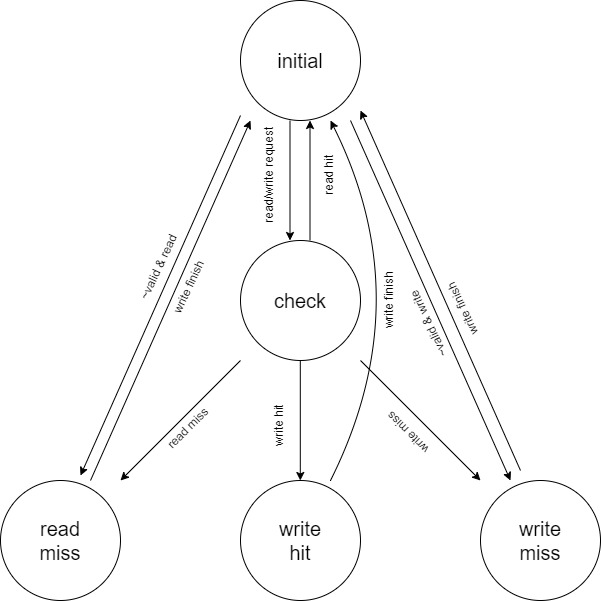 initial
read/write request
read hit
~valid & read
write finish
write finish
~valid & write
write finish
check
read miss
write hit
write miss
read
miss
write
hit
write
miss